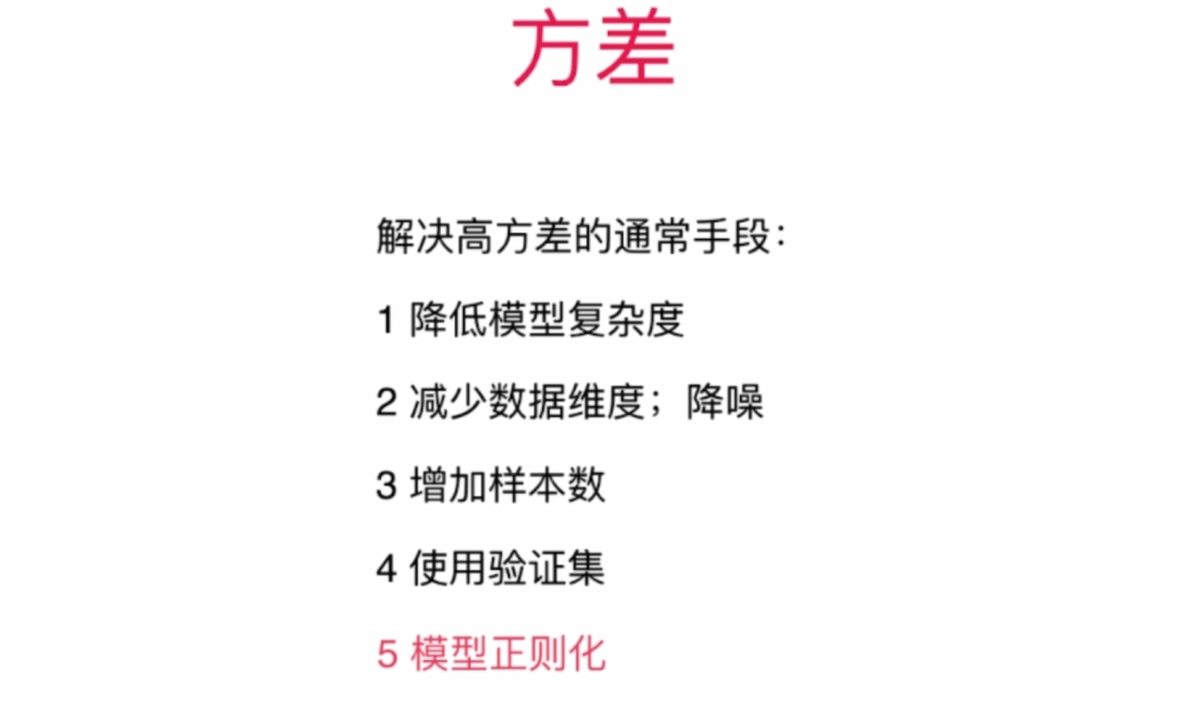 方差
解决高方差的通常手段：
1 降低模型复杂度
2 减少数据维度；降噪
3 增加样本数
4 使用验证集
5 模型正则化